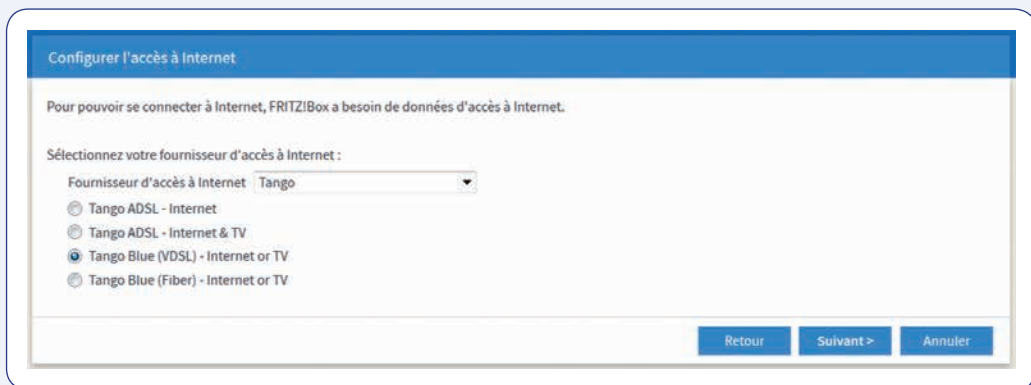 Configurer l'accès à Internet
Pour pouvoir se connecter à Internet, FRITZ!Box a besoin de données d'accès à Internet.
Sélectionnez votre fournisseur d'accès à Internet :
Fournisseur d'accès à Internet Tango
Tango ADSL - Internet
Tango ADSL - Internet & TV
Tango Blue (VDSL) - Internet or TV
Tango Blue (Fiber) - Internet or TV
Retour Suivant > Annuler